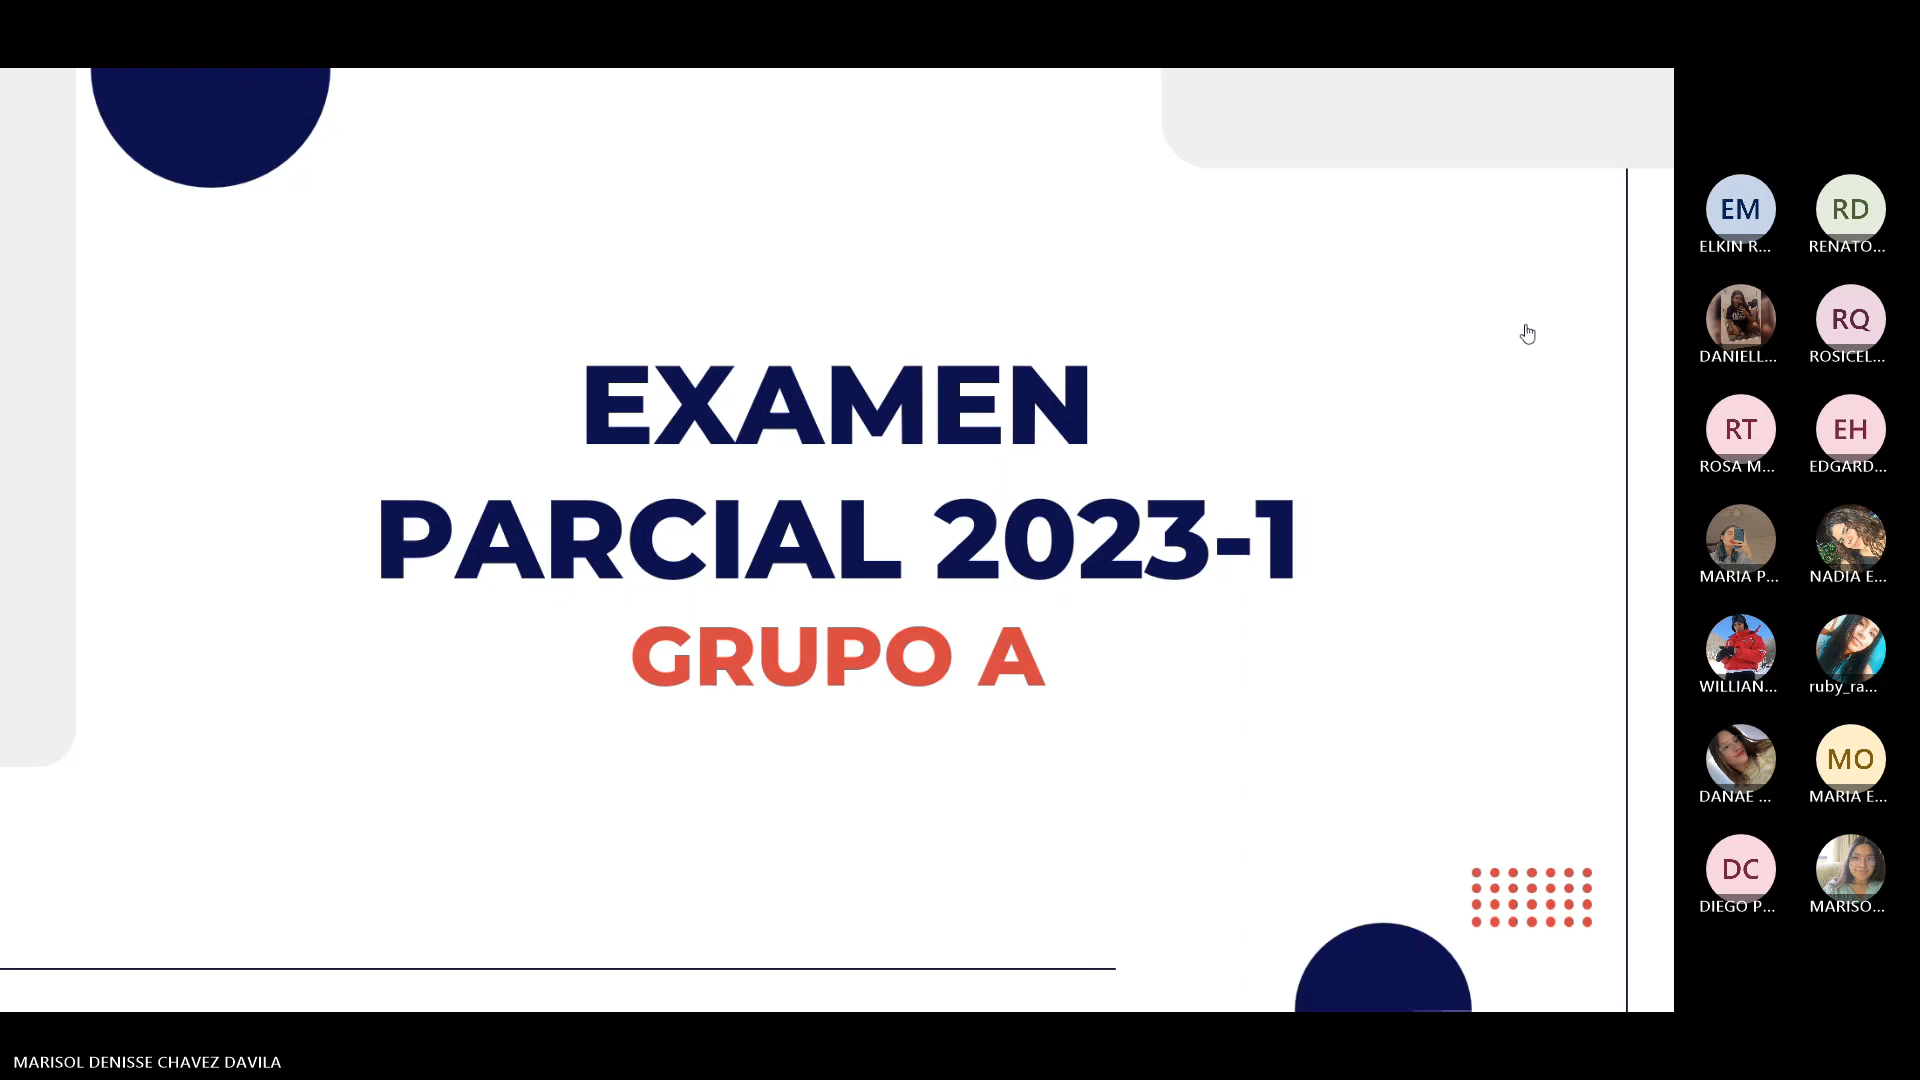 EXAMEN
PARCIAL 2023-1
GRUPO A
EM
RD
ELKIN R...
RENATO...
RQ
DANIELL...
ROSICEL...
RT
EH
ROSA M...
EDGARD...
MARIA P...
NADIA E...
WILLIAN...
ruby_ra...
MO
DANAE ...
MARIA E...
DC
DIEGO P...
MARISO...
MARISOL DENISSE CHAVEZ DAVILA